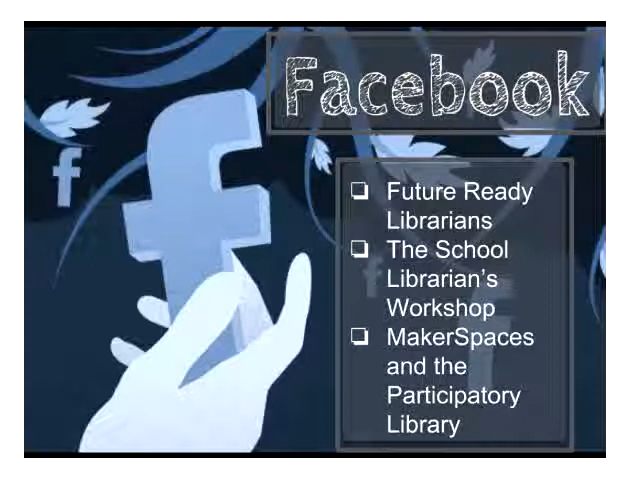 Facebook
❏ Future Ready
Librarians
❏ The School
Librarian's
Workshop
❏ MakerSpaces
and the
Participatory
Library
f
f
f
f